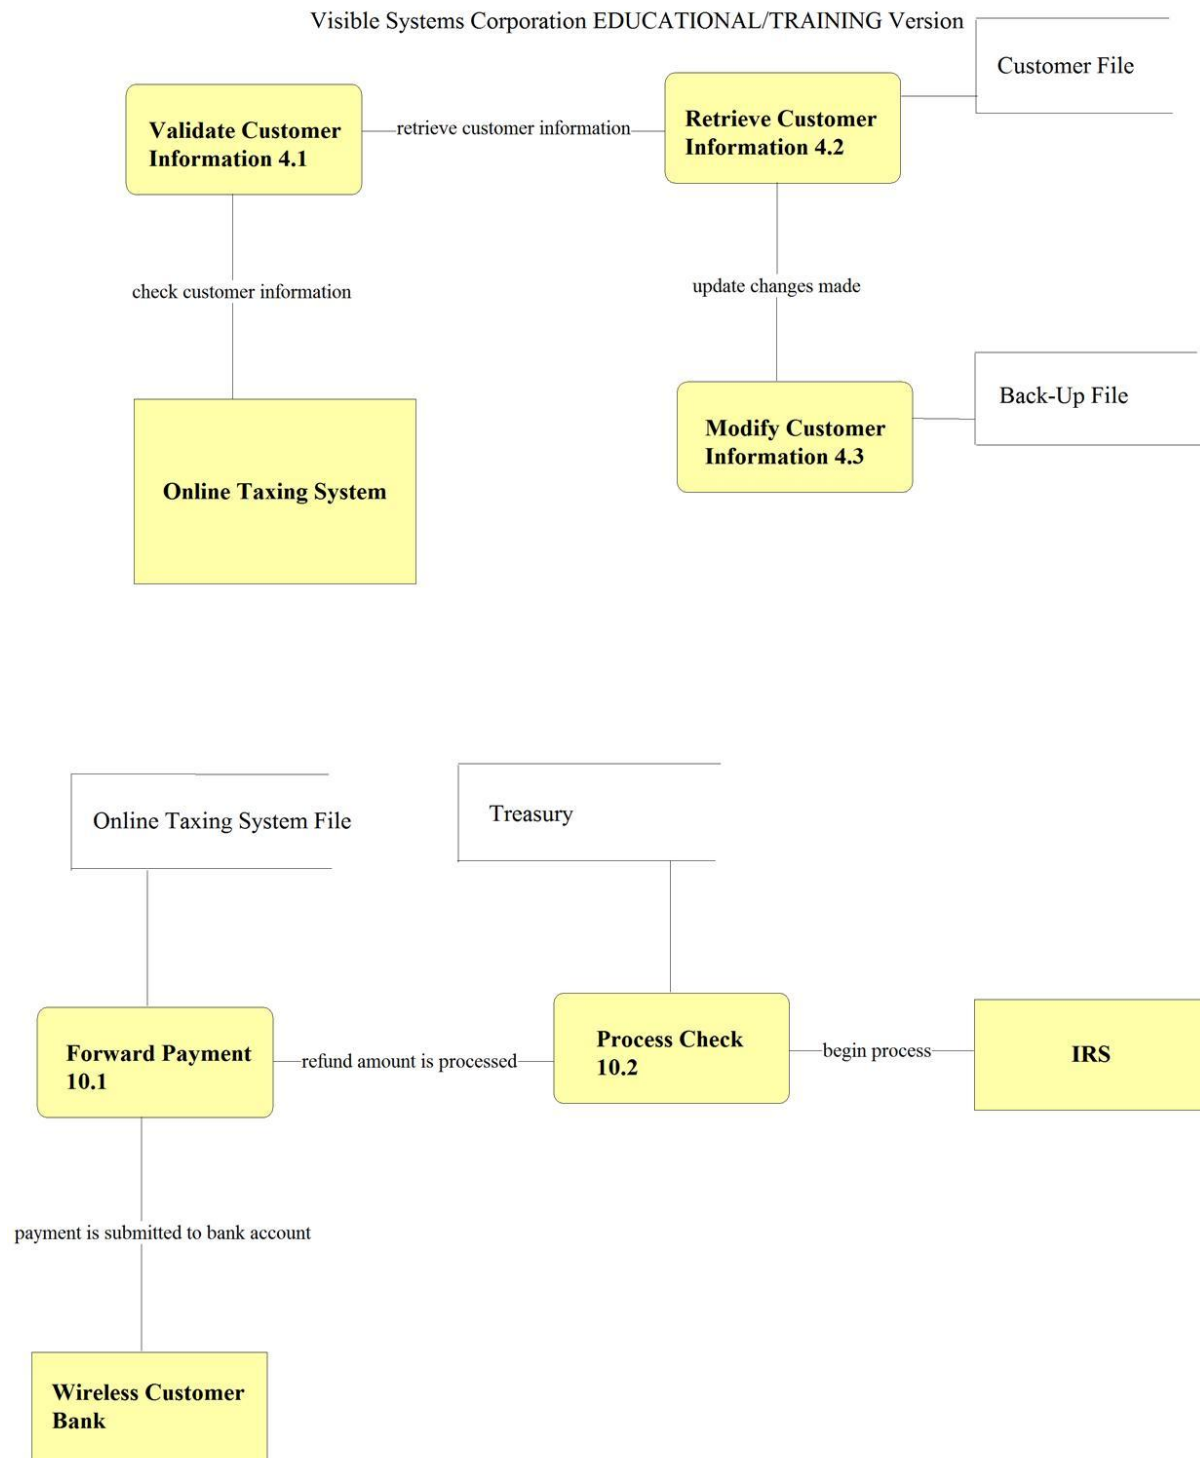 Visible Systems Corporation EDUCATIONAL/TRAINING Version
Customer File
Validate Customer
Information 4.1
retrieve customer information
Retrieve Customer
Information 4.2
check customer information
update changes made
Online Taxing System
Modify Customer
Information 4.3
Back-Up File
Online Taxing System File
Treasury
Forward Payment
10.1
refund amount is processed
Process Check
10.2
begin process
IRS
payment is submitted to bank account
Wireless Customer
Bank